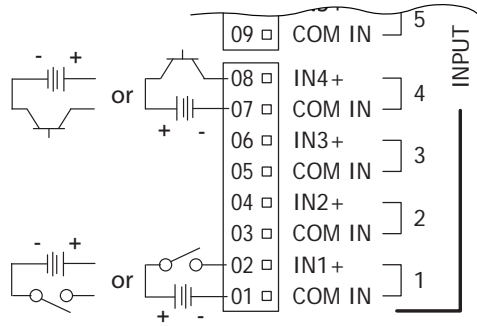 09 COM IN 5
INPUT
- +
or
08 IN4+
07 COM IN 4
+ -
06 IN3+
05 COM IN 3
04 IN2+
03 COM IN 2
- +
or
02 IN1+
01 COM IN 1
+ -